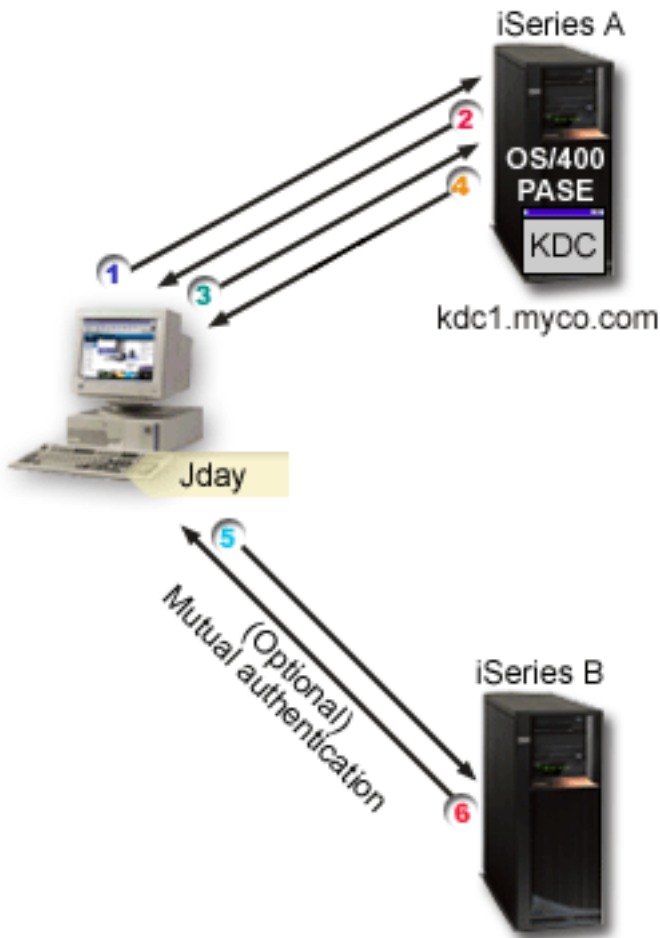 iSeries A
2
OS/400
PASE
4
KDC
1
3
kdc1.myco.com
Jday
5
(Optional)
Mutual authentication
iSeries B
6